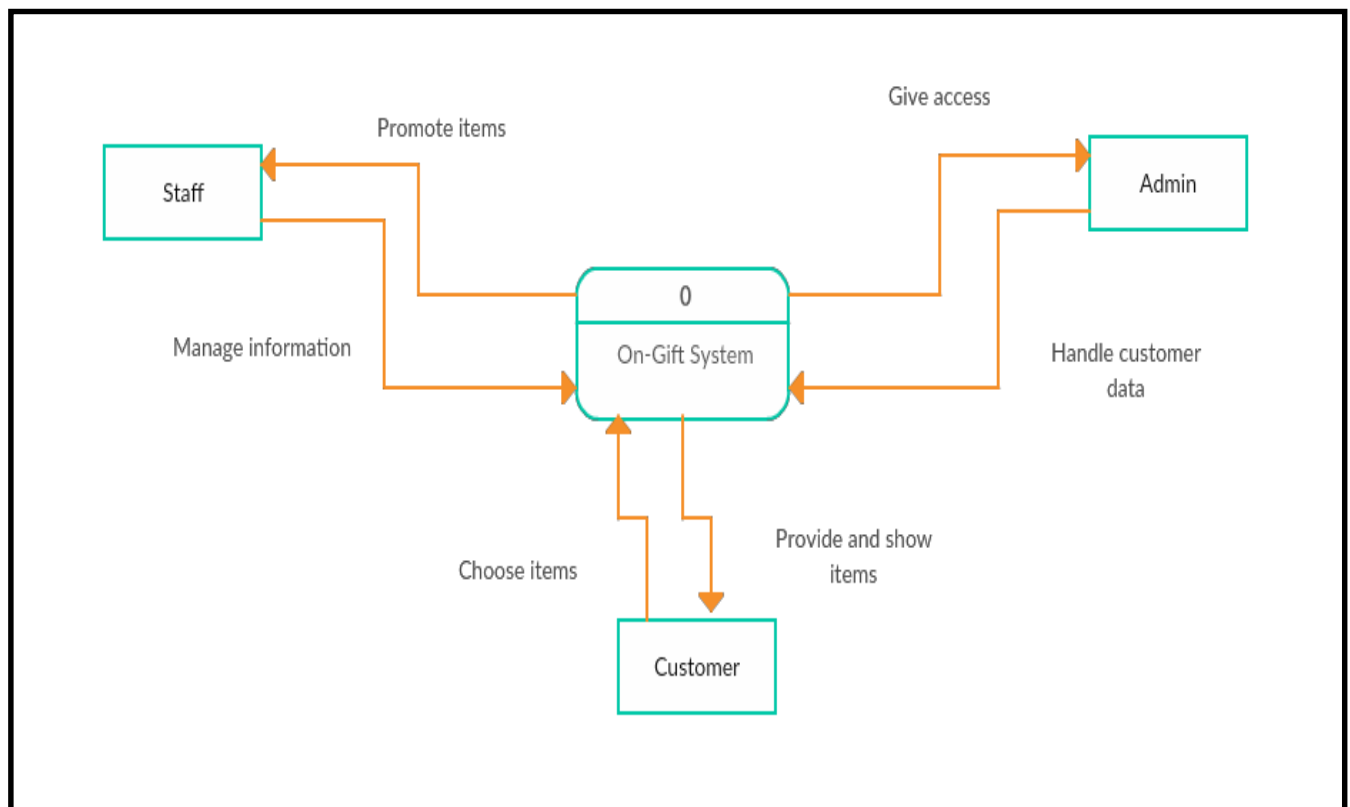 Give access
Promote items
Staff
Admin
0
On-Gift System
Manage information
Handle customer
data
Choose items
Provide and show
items
Customer